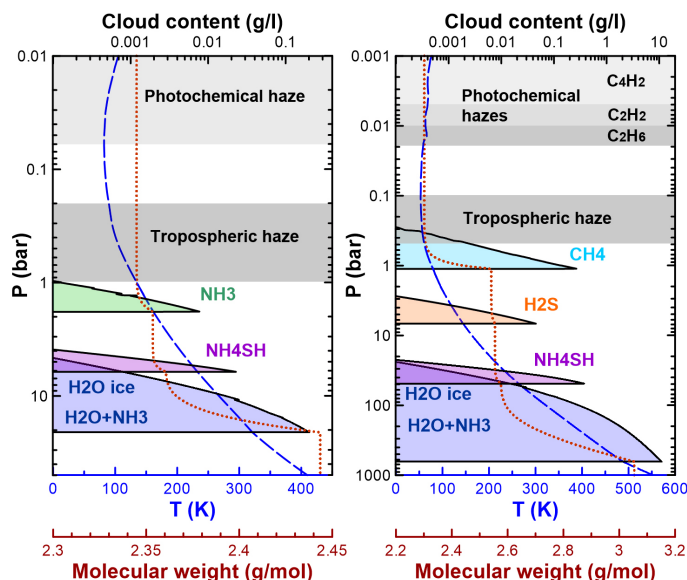 Cloud content (g/l)
0.001 0.01 0.1
0.01
0.1
1
10
P (bar)
Photochemical haze
Tropospheric haze
NH3
NH4SH
H2O ice
H2O+NH3
0 100 200 300 400
T (K)
2.3 2.35 2.4 2.45
Molecular weight (g/mol)
Cloud content (g/l)
0.001 0.01 0.1 1 10
0.001
0.01
0.1
1
10
100
1000
P (bar)
C4H2
Photochemical
hazes
C2H2
C2H6
Tropospheric haze
CH4
H2S
NH4SH
H2O ice
H2O+NH3
0 100 200 300 400 500 600
T (K)
2.2 2.4 2.6 2.8 3 3.2
Molecular weight (g/mol)